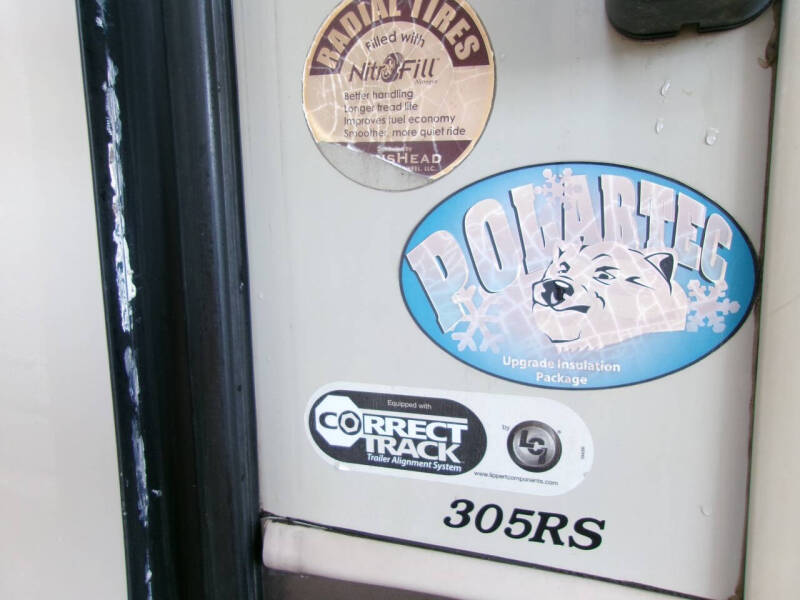 RADIAL TIRES
Filled with
NitroFill
Better handling
Longer tread life
Improves fuel economy
Smoother, more quiet ride
POLARTEC
Upgrade Insulation
Package
Equipped with
CORRECT
TRACK
Trailer Alignment System
by
LCI
www.lippertcomponents.com
305RS